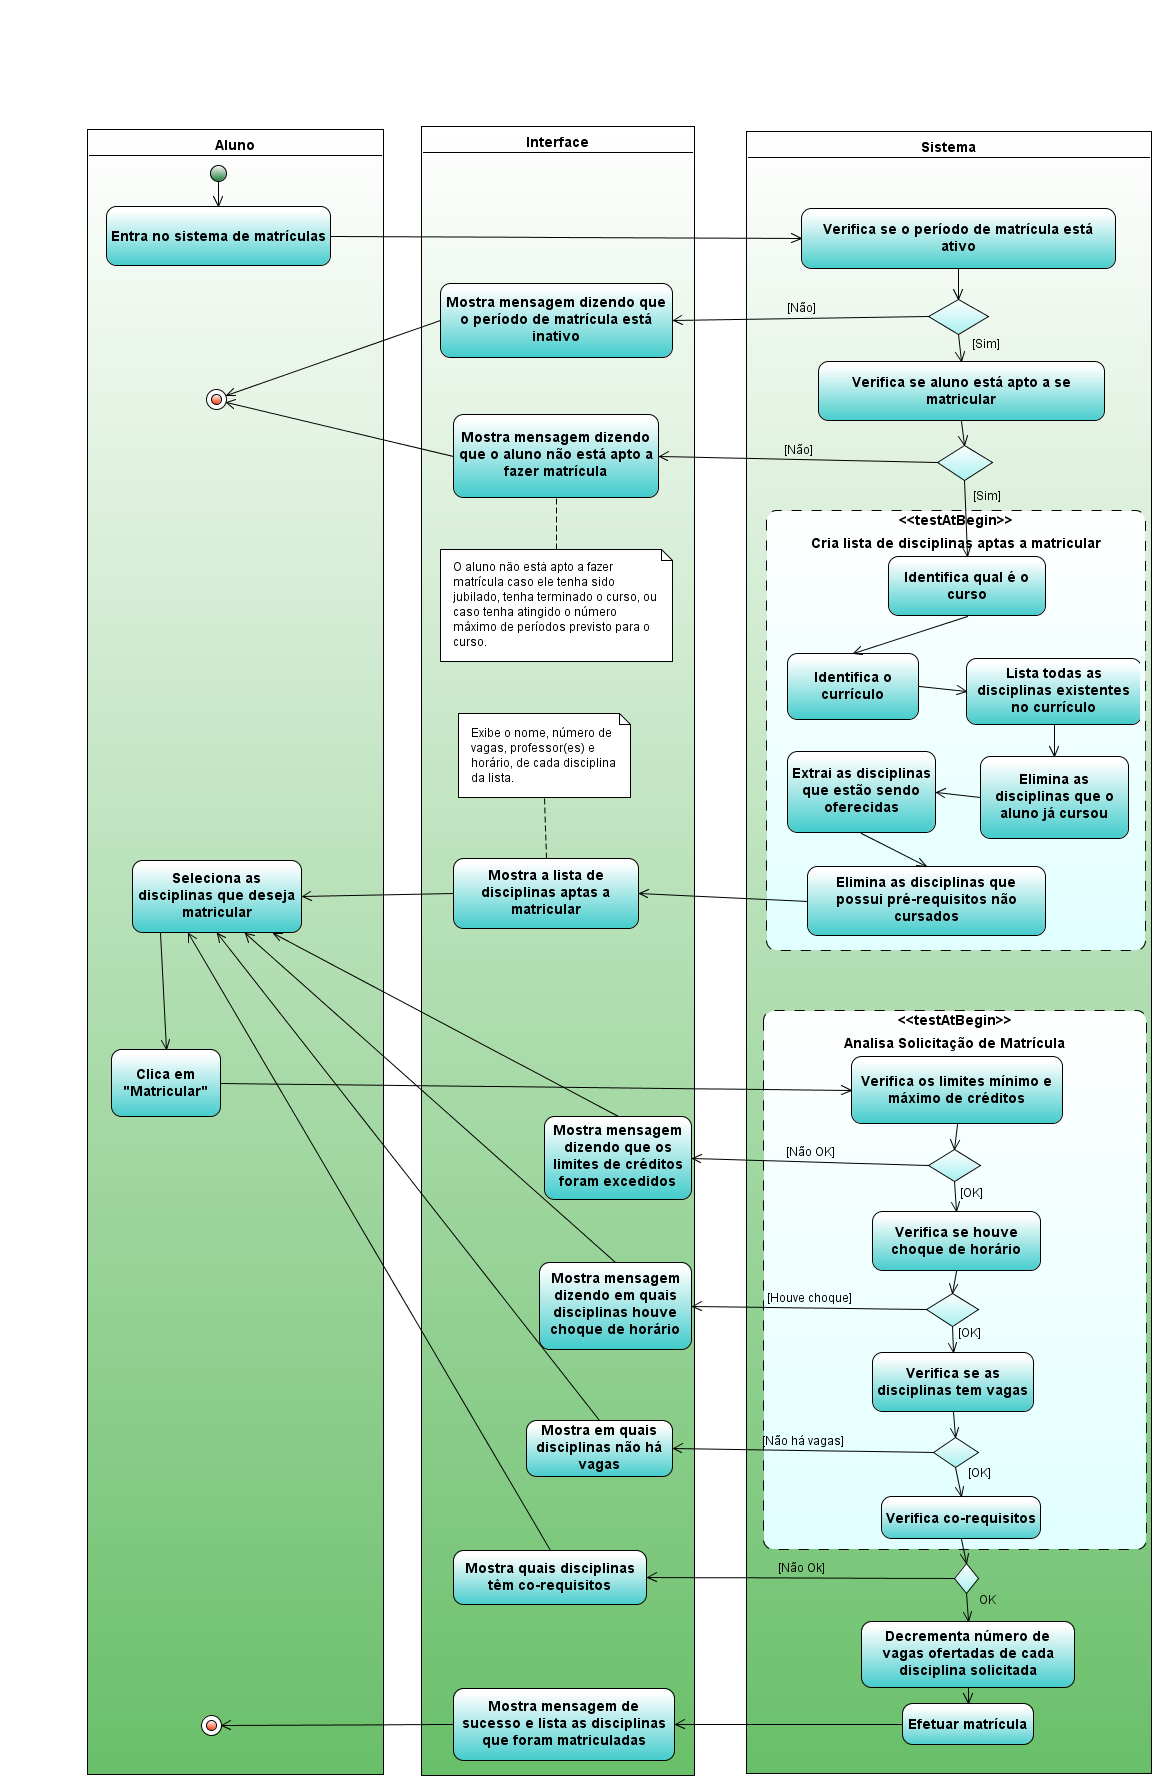 Aluno
Interface
Sistema
Entra no sistema de matrículas
Verifica se o período de matrícula está
ativo
Mostra mensagem dizendo que
o período de matrícula está
inativo
[Não]
[Sim]
Verifica se aluno está apto a se
matricular
Mostra mensagem dizendo
que o aluno não está apto a
fazer matrícula
[Não]
[Sim]
<<testAtBegin>>
Cria lista de disciplinas aptas a matricular
O aluno não está apto a fazer
matrícula caso ele tenha sido
jubilado, tenha terminado o curso, ou
caso tenha atingido o número
máximo de períodos previsto para o
curso.
Identifica qual é o
curso
Identifica o
currículo
Lista todas as
disciplinas existentes
no currículo
Exibe o nome, número de
vagas, professor(es) e
horário, de cada disciplina
da lista.
Extrai as disciplinas
que estão sendo
oferecidas
Elimina as
disciplinas que o
aluno já cursou
Seleciona as
disciplinas que deseja
matricular
Mostra a lista de
disciplinas aptas a
matricular
Elimina as disciplinas que
possui pré-requisitos não
cursados
<<testAtBegin>>
Analisa Solicitação de Matrícula
Clica em
"Matricular"
Verifica os limites mínimo e
máximo de créditos
Mostra mensagem
dizendo que os
limites de créditos
foram excedidos
[Não OK]
[OK]
Verifica se houve
choque de horário
Mostra mensagem
dizendo em quais
disciplinas houve
choque de horário
[Houve choque]
[OK]
Verifica se as
disciplinas tem vagas
Mostra em quais
disciplinas não há
vagas
[Não há vagas]
[OK]
Verifica co-requisitos
Mostra quais disciplinas
têm co-requisitos
[Não Ok]
OK
Decrementa número de
vagas ofertadas de cada
disciplina solicitada
Mostra mensagem de
sucesso e lista as disciplinas
que foram matriculadas
Efetuar matrícula